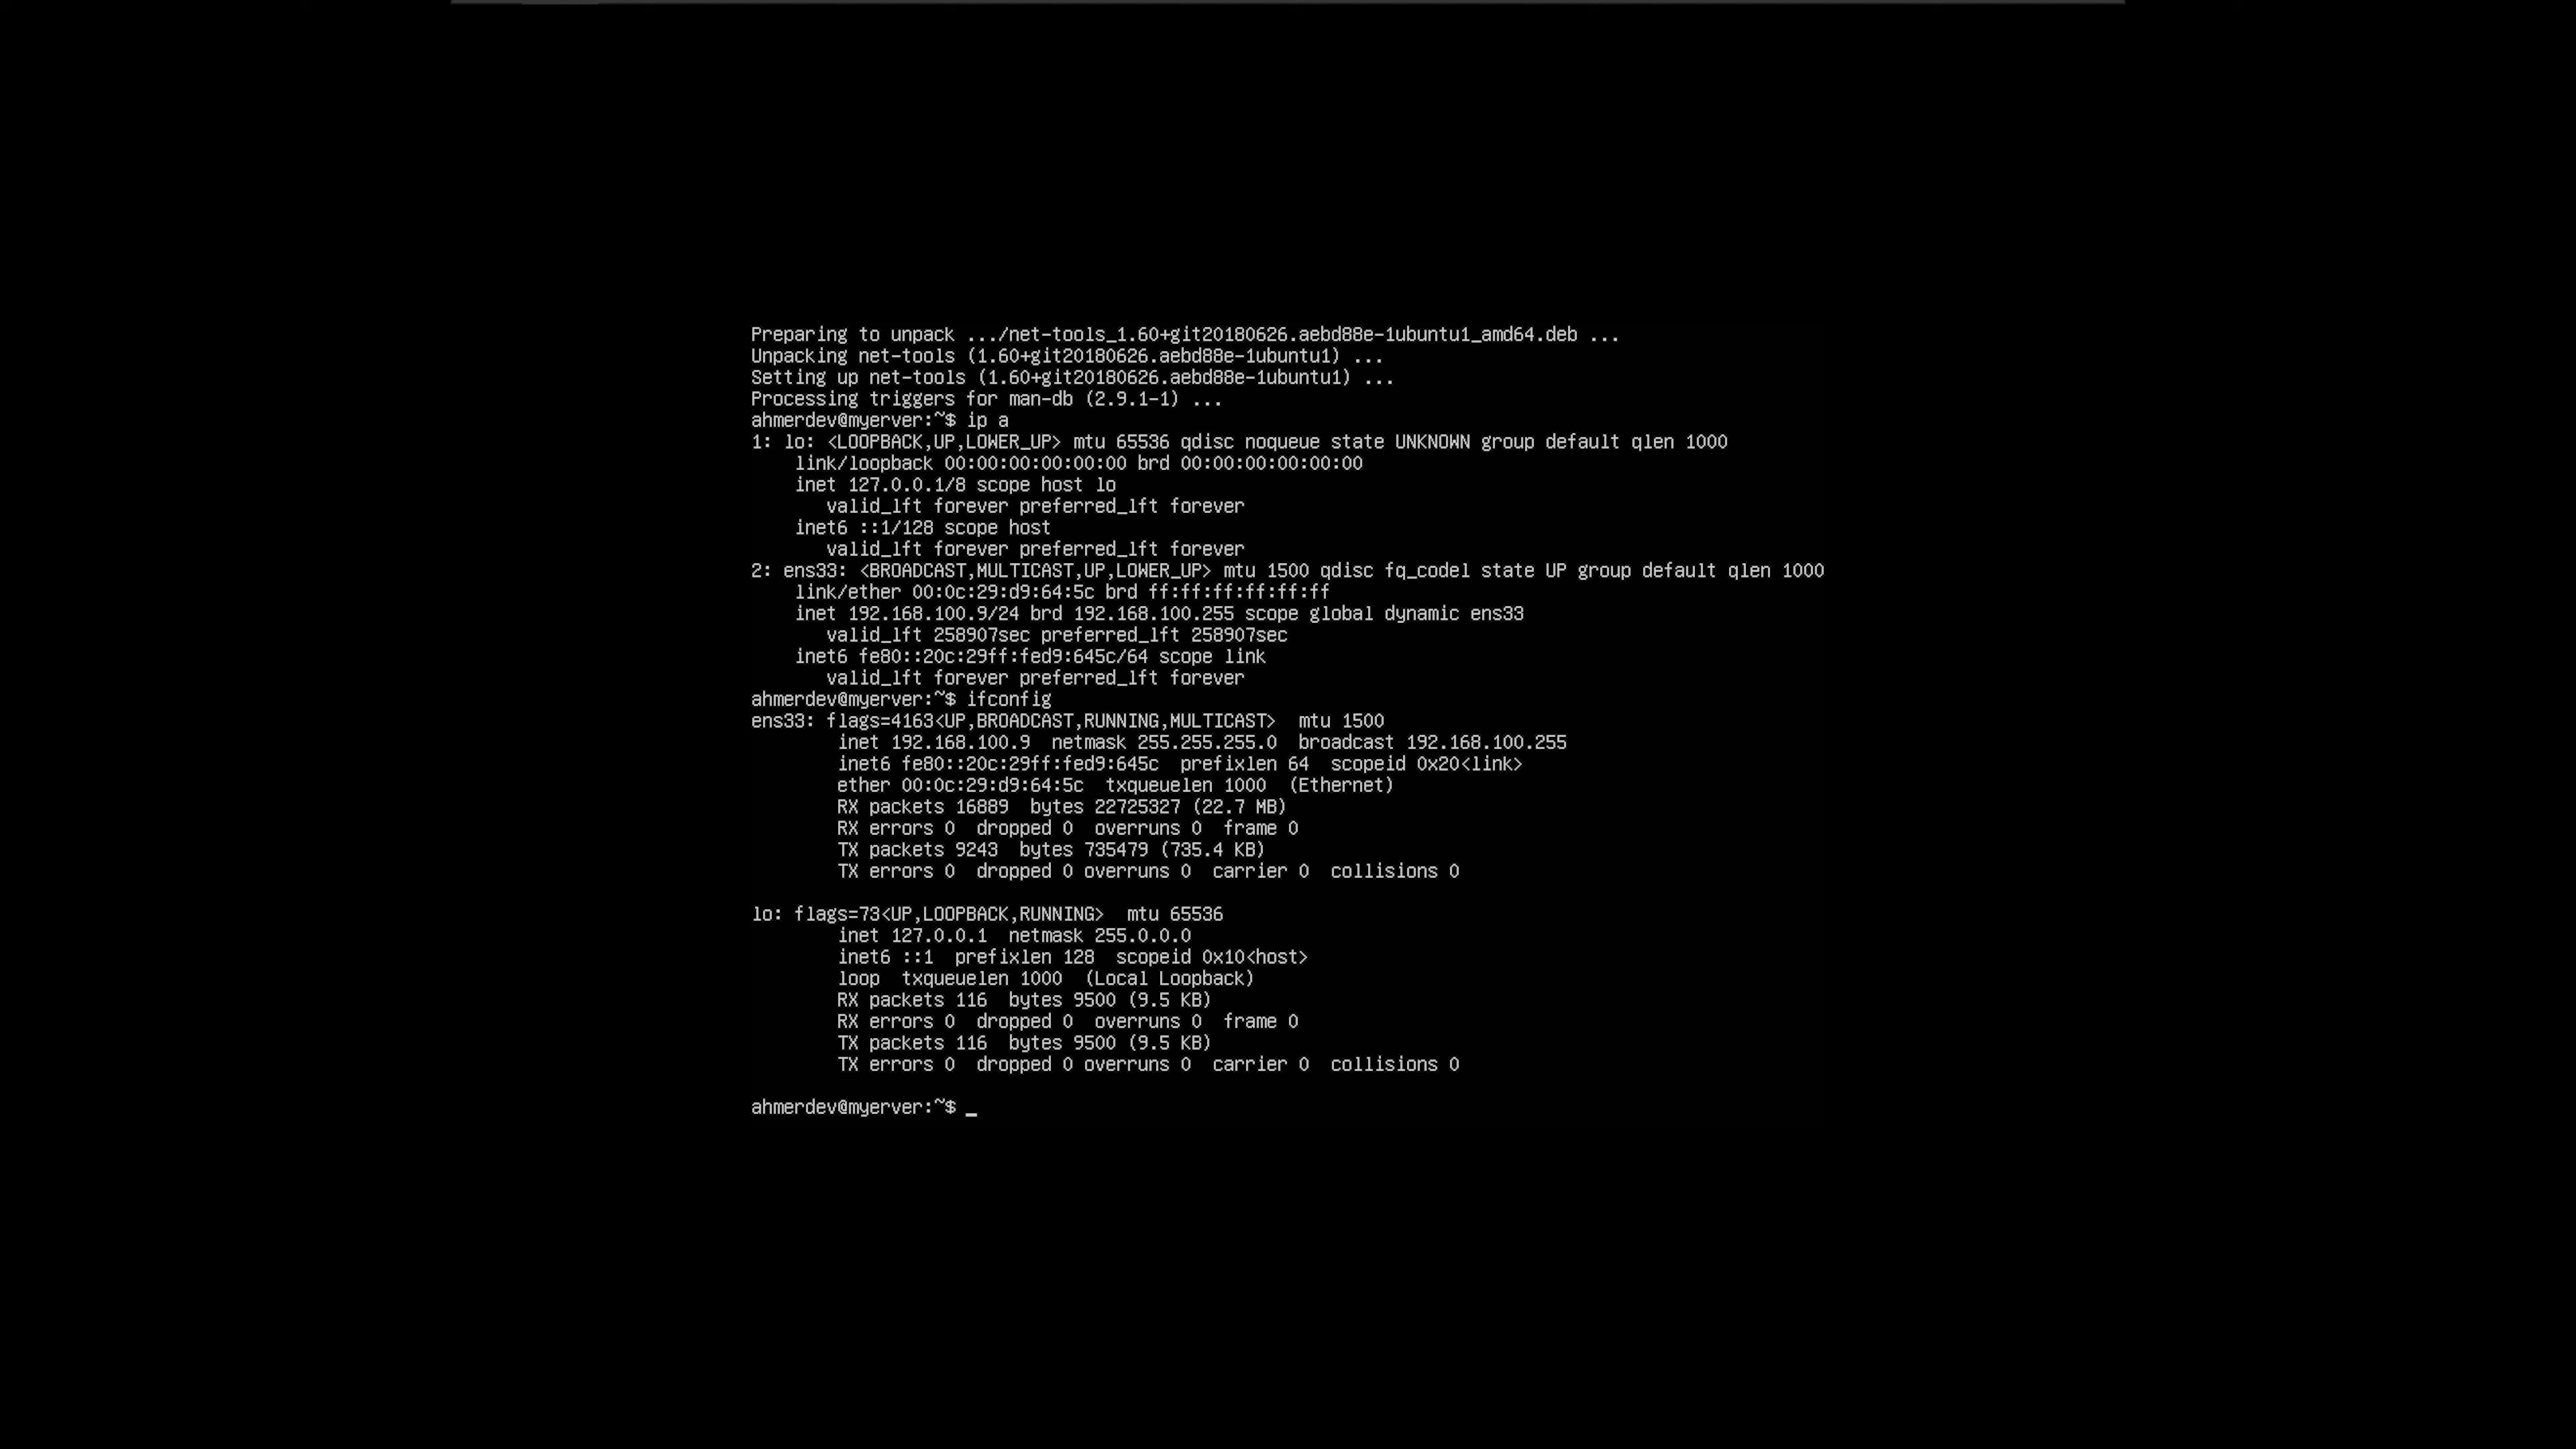 Preparing to unpack .../net-tools_1.60+git20180626.aebd88e-1ubuntu1_amd64.deb ...
Unpacking net-tools (1.60+git20180626.aebd88e-1ubuntu1) ...
Setting up net-tools (1.60+git20180626.aebd88e-1ubuntu1) ...
Processing triggers for man-db (2.9.1-1) ...
ahmerdev@myerver:~$ ip a
1: lo: <LOOPBACK,UP,LOWER_UP> mtu 65536 qdisc noqueue state UNKNOWN group default qlen 1000
    link/loopback 00:00:00:00:00:00 brd 00:00:00:00:00:00
    inet 127.0.0.1/8 scope host lo
       valid_lft forever preferred_lft forever
    inet6 ::1/128 scope host
       valid_lft forever preferred_lft forever
2: ens33: <BROADCAST,MULTICAST,UP,LOWER_UP> mtu 1500 qdisc fq_codel state UP group default qlen 1000
    link/ether 00:0c:29:d9:64:5c brd ff:ff:ff:ff:ff:ff
    inet 192.168.100.9/24 brd 192.168.100.255 scope global dynamic ens33
       valid_lft 258907sec preferred_lft 258907sec
    inet6 fe80::20c:29ff:fed9:645c/64 scope link
       valid_lft forever preferred_lft forever
ahmerdev@myerver:~$ ifconfig
ens33: flags=4163<UP,BROADCAST,RUNNING,MULTICAST>  mtu 1500
        inet 192.168.100.9  netmask 255.255.255.0  broadcast 192.168.100.255
        inet6 fe80::20c:29ff:fed9:645c  prefixlen 64  scopeid 0x20<link>
        ether 00:0c:29:d9:64:5c  txqueuelen 1000  (Ethernet)
        RX packets 16889  bytes 22725327 (22.7 MB)
        RX errors 0  dropped 0  overruns 0  frame 0
        TX packets 9243  bytes 735479 (735.4 KB)
        TX errors 0  dropped 0 overruns 0  carrier 0  collisions 0

lo: flags=73<UP,LOOPBACK,RUNNING>  mtu 65536
        inet 127.0.0.1  netmask 255.0.0.0
        inet6 ::1  prefixlen 128  scopeid 0x10<host>
        loop  txqueuelen 1000  (Local Loopback)
        RX packets 116  bytes 9500 (9.5 KB)
        RX errors 0  dropped 0  overruns 0  frame 0
        TX packets 116  bytes 9500 (9.5 KB)
        TX errors 0  dropped 0 overruns 0  carrier 0  collisions 0

ahmerdev@myerver:~$ _